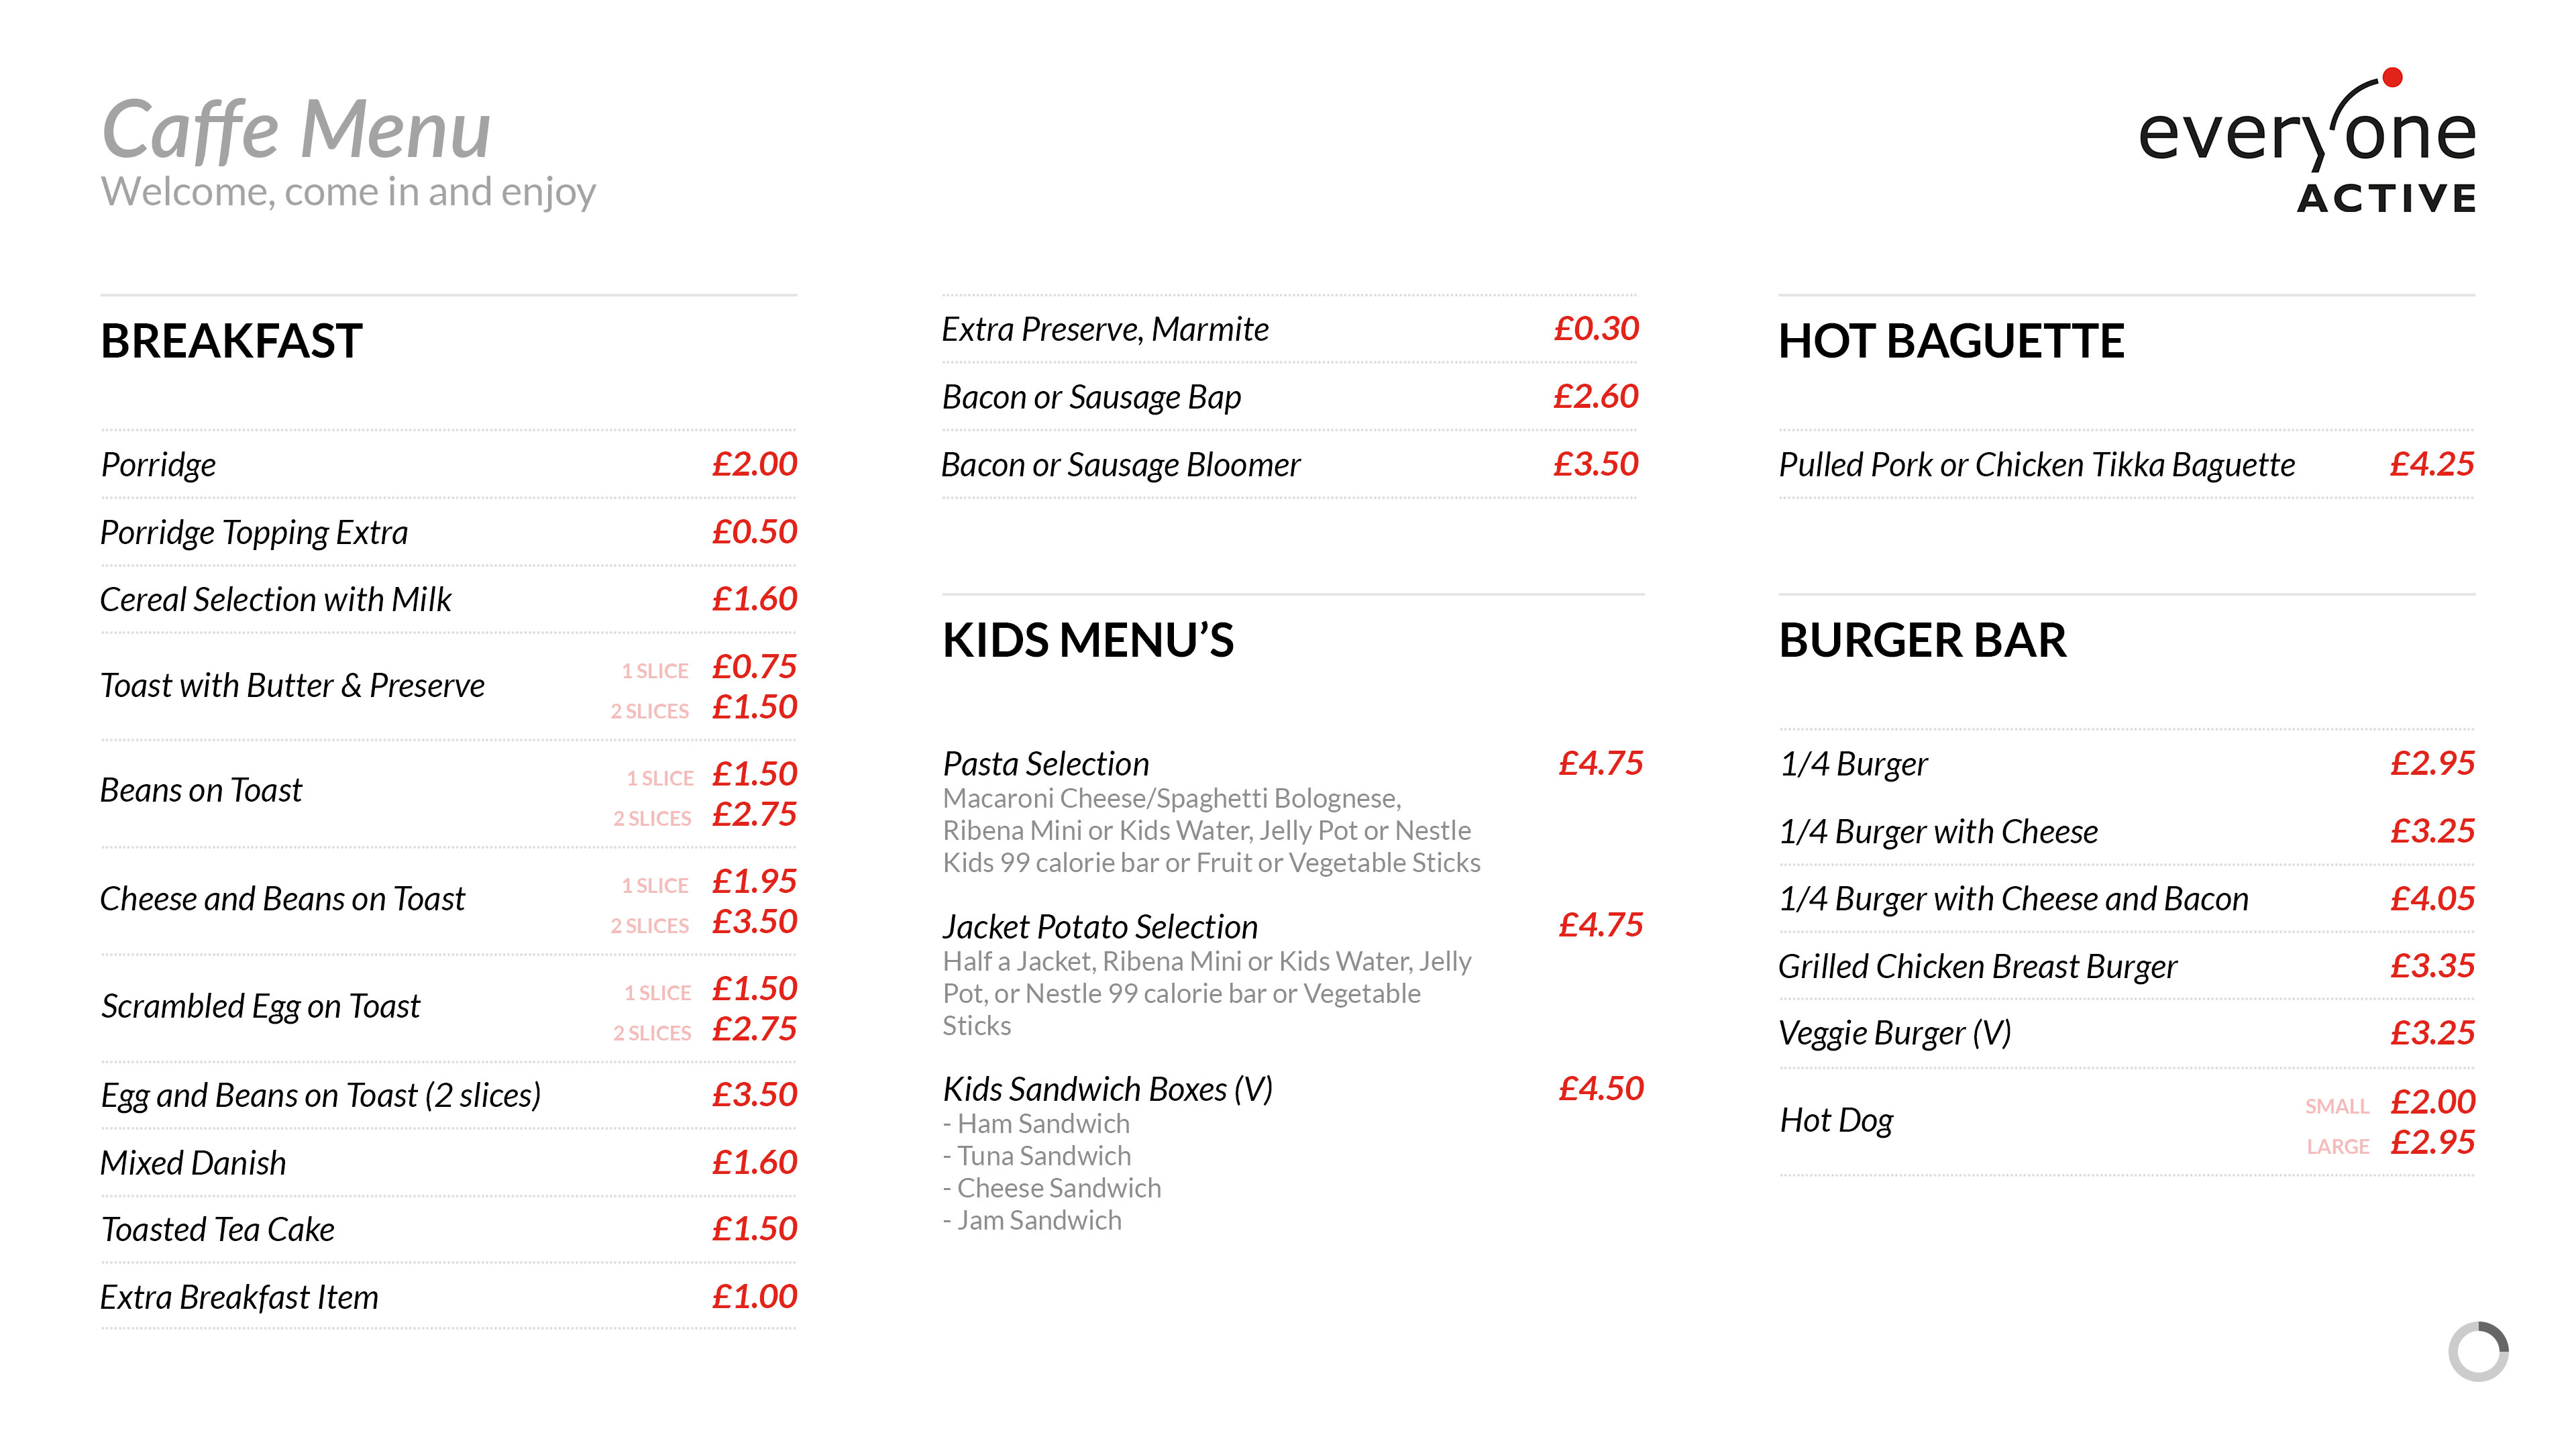 Caffe Menu
Welcome, come in and enjoy
everyone
ACTIVE
BREAKFAST
Porridge £2.00
Porridge Topping Extra £0.50
Cereal Selection with Milk £1.60
Toast with Butter & Preserve
1 SLICE £0.75
2 SLICES £1.50
Beans on Toast
1 SLICE £1.50
2 SLICES £2.75
Cheese and Beans on Toast
1 SLICE £1.95
2 SLICES £3.50
Scrambled Egg on Toast
1 SLICE £1.50
2 SLICES £2.75
Egg and Beans on Toast (2 slices) £3.50
Mixed Danish £1.60
Toasted Tea Cake £1.50
Extra Breakfast Item £1.00
Extra Preserve, Marmite £0.30
Bacon or Sausage Bap £2.60
Bacon or Sausage Bloomer £3.50
KIDS MENU’S
Pasta Selection £4.75
Macaroni Cheese/Spaghetti Bolognese,
Ribena Mini or Kids Water, Jelly Pot or Nestle
Kids 99 calorie bar or Fruit or Vegetable Sticks
Jacket Potato Selection £4.75
Half a Jacket, Ribena Mini or Kids Water, Jelly
Pot, or Nestle 99 calorie bar or Vegetable
Sticks
Kids Sandwich Boxes (V) £4.50
- Ham Sandwich
- Tuna Sandwich
- Cheese Sandwich
- Jam Sandwich
HOT BAGUETTE
Pulled Pork or Chicken Tikka Baguette £4.25
BURGER BAR
1/4 Burger £2.95
1/4 Burger with Cheese £3.25
1/4 Burger with Cheese and Bacon £4.05
Grilled Chicken Breast Burger £3.35
Veggie Burger (V) £3.25
Hot Dog
SMALL £2.00
LARGE £2.95